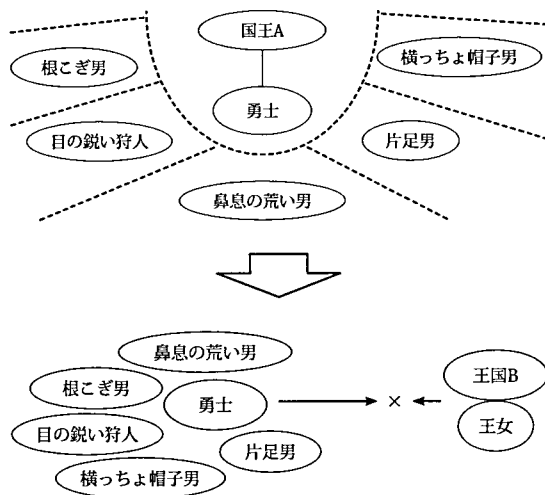 国王A
根こぎ男
横っちょ帽子男
勇士
目の鋭い狩人
片足男
鼻息の荒い男
鼻息の荒い男
根こぎ男
勇士
×
王国B
目の鋭い狩人
王女
片足男
横っちょ帽子男